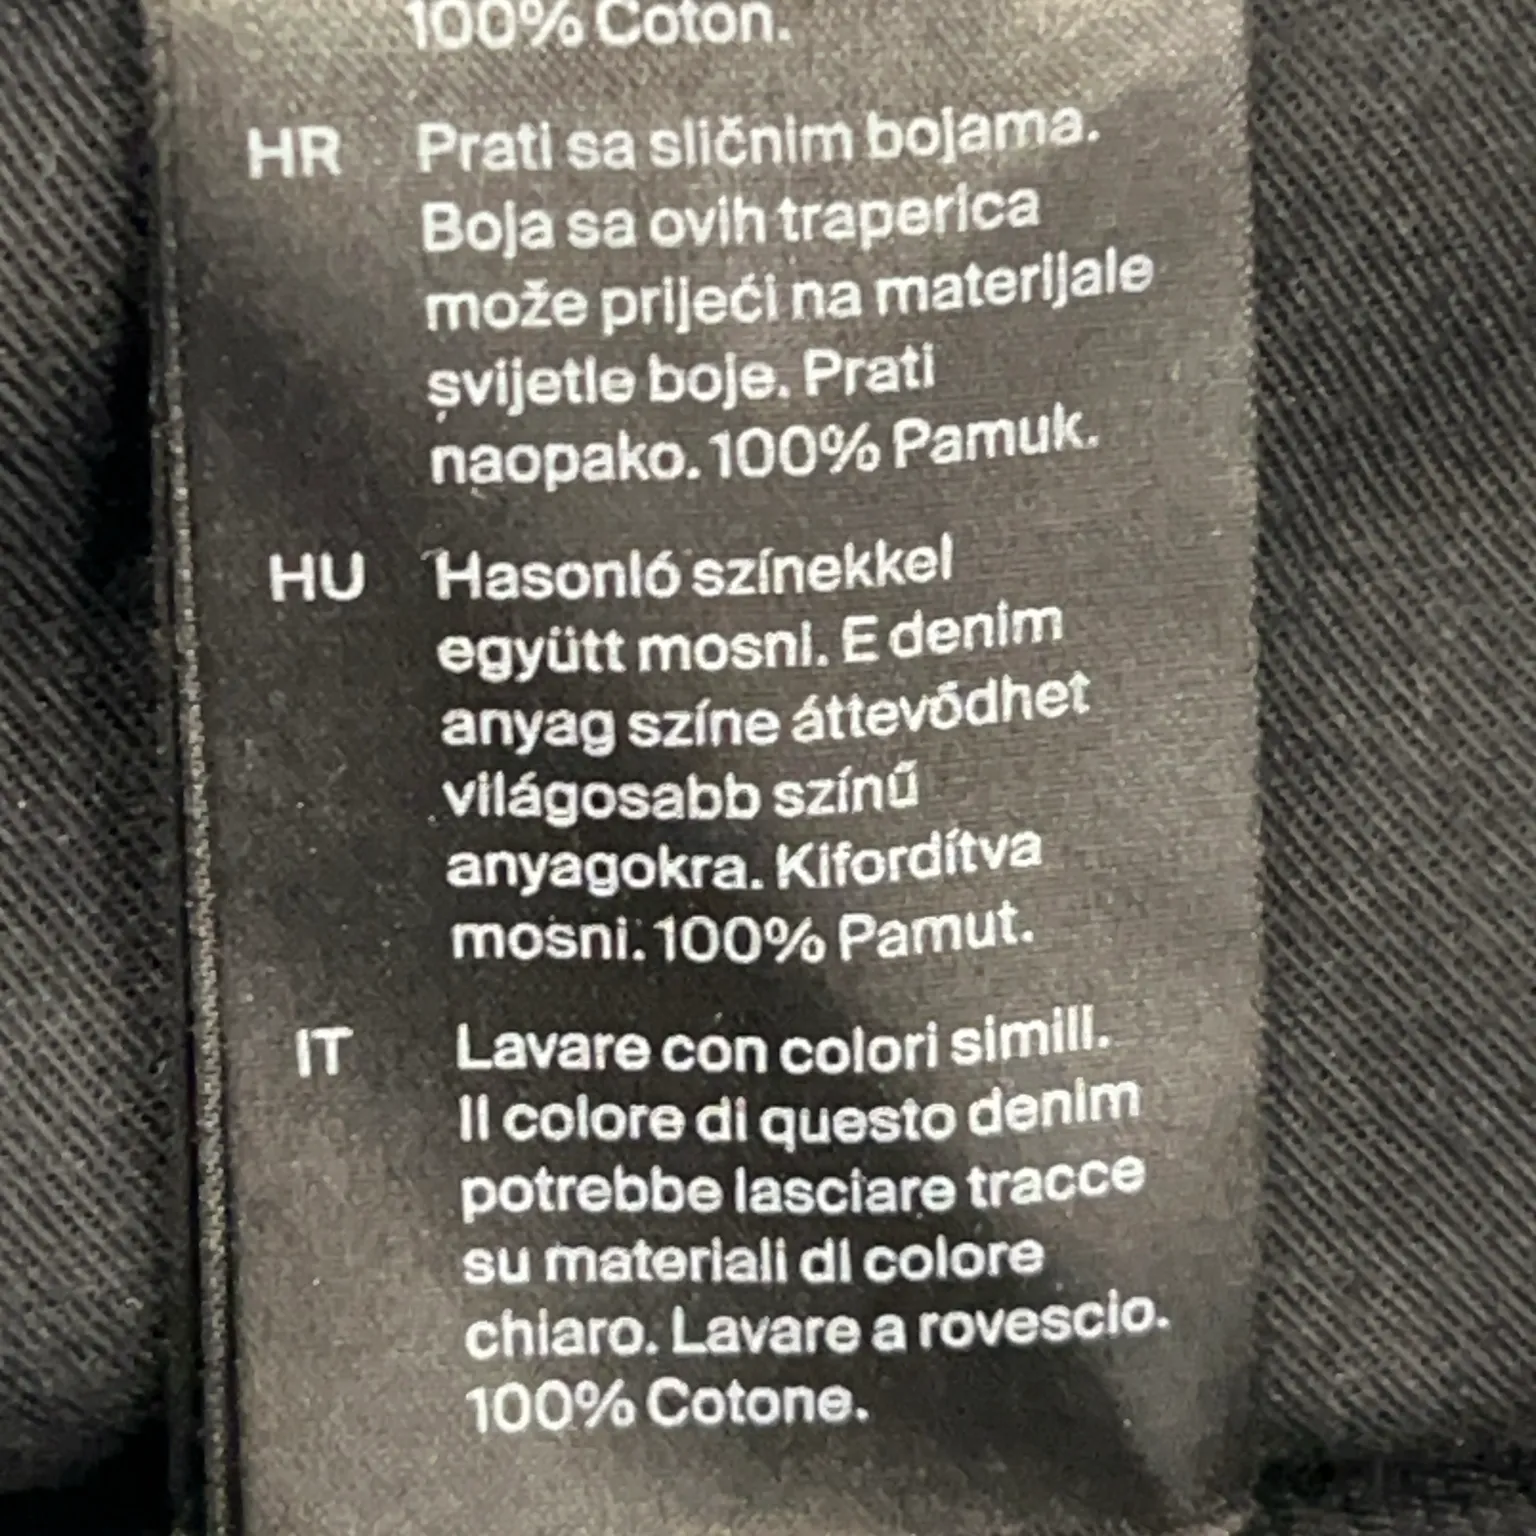 100% Coton.
HR Prati sa sličnim bojama.
Boja sa ovih traperica
može prijeći na materijale
svijetle boje. Prati
naopako. 100% Pamuk.
HU Hasonló színekkel
együtt mosni. E denim
anyag színe áttevődhet
világosabb színű
anyagokra. Kifordítva
mosni. 100% Pamut.
IT Lavare con colori simili.
Il colore di questo denim
potrebbe lasciare tracce
su materiali di colore
chiaro. Lavare a rovescio.
100% Cotone.